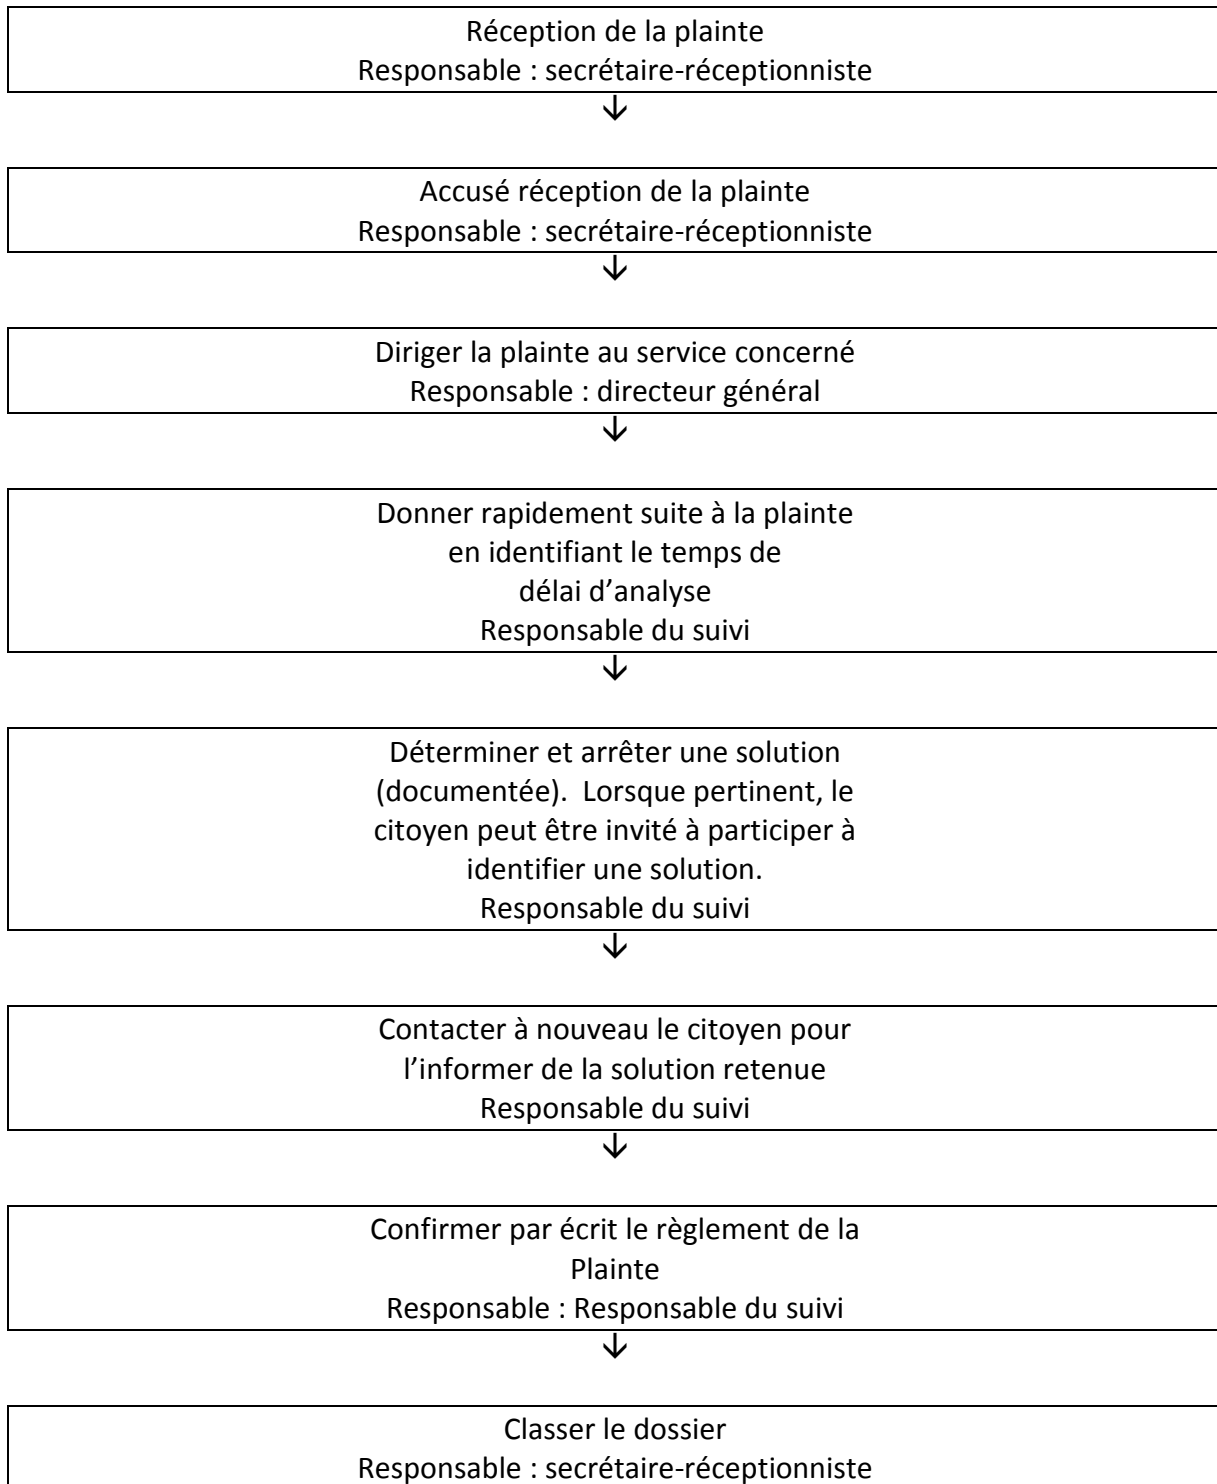 Réception de la plainte
Responsable : secrétaire-réceptionniste
↓
Accusé réception de la plainte
Responsable : secrétaire-réceptionniste
↓
Diriger la plainte au service concerné
Responsable : directeur général
↓
Donner rapidement suite à la plainte
en identifiant le temps de
délai d’analyse
Responsable du suivi
↓
Déterminer et arrêter une solution
(documentée).  Lorsque pertinent, le
citoyen peut être invité à participer à
identifier une solution.
Responsable du suivi
↓
Contacter à nouveau le citoyen pour
l’informer de la solution retenue
Responsable du suivi
↓
Confirmer par écrit le règlement de la
Plainte
Responsable : Responsable du suivi
↓
Classer le dossier
Responsable : secrétaire-réceptionniste